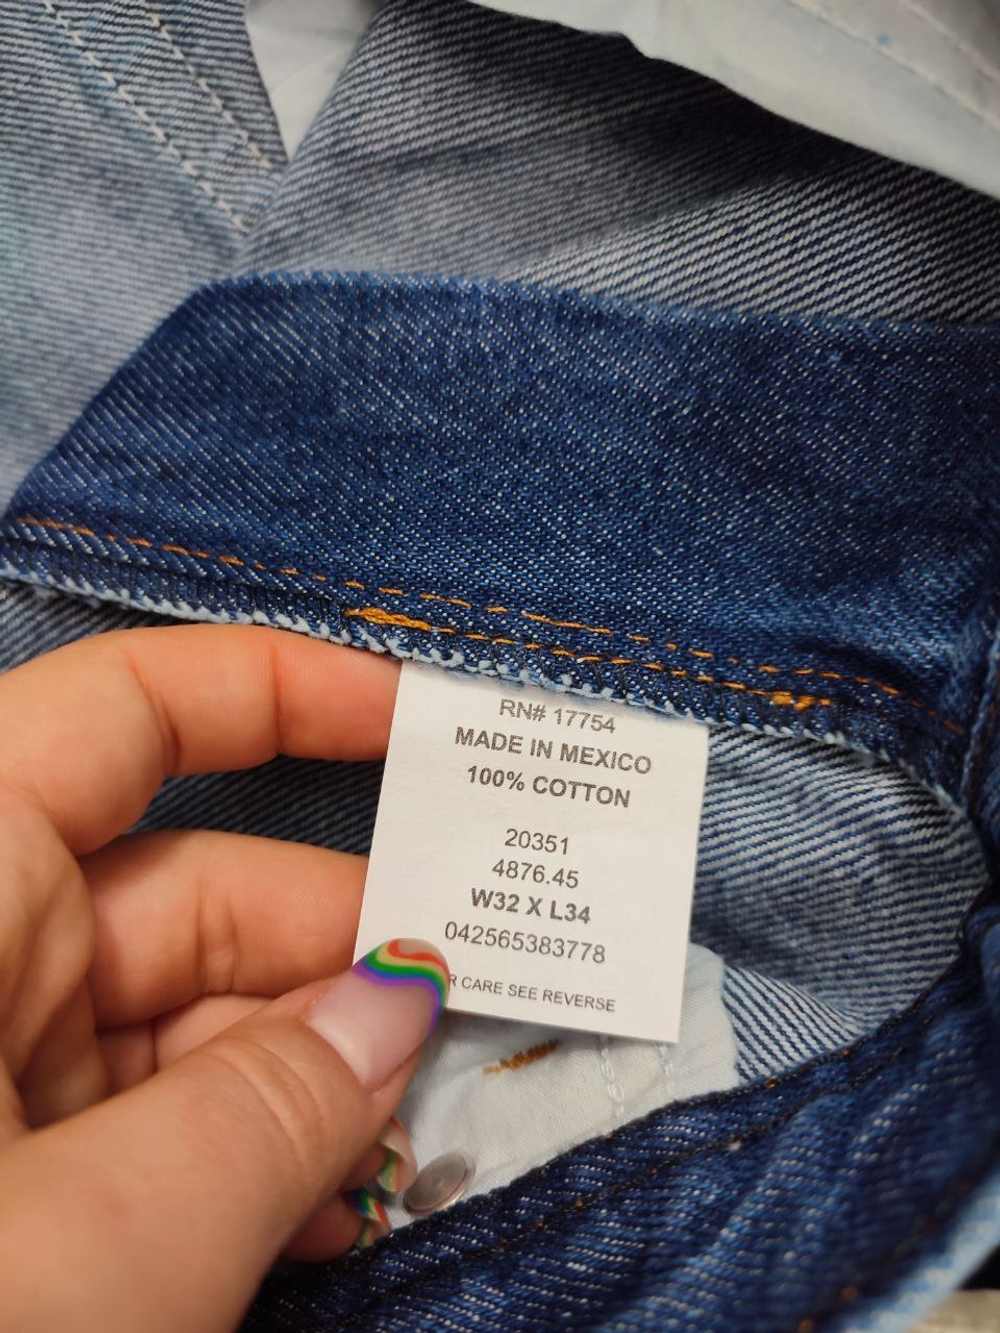 RN# 17754
MADE IN MEXICO
100% COTTON
20351
4876.45
W32 X L34
042565383778
CARE SEE REVERSE